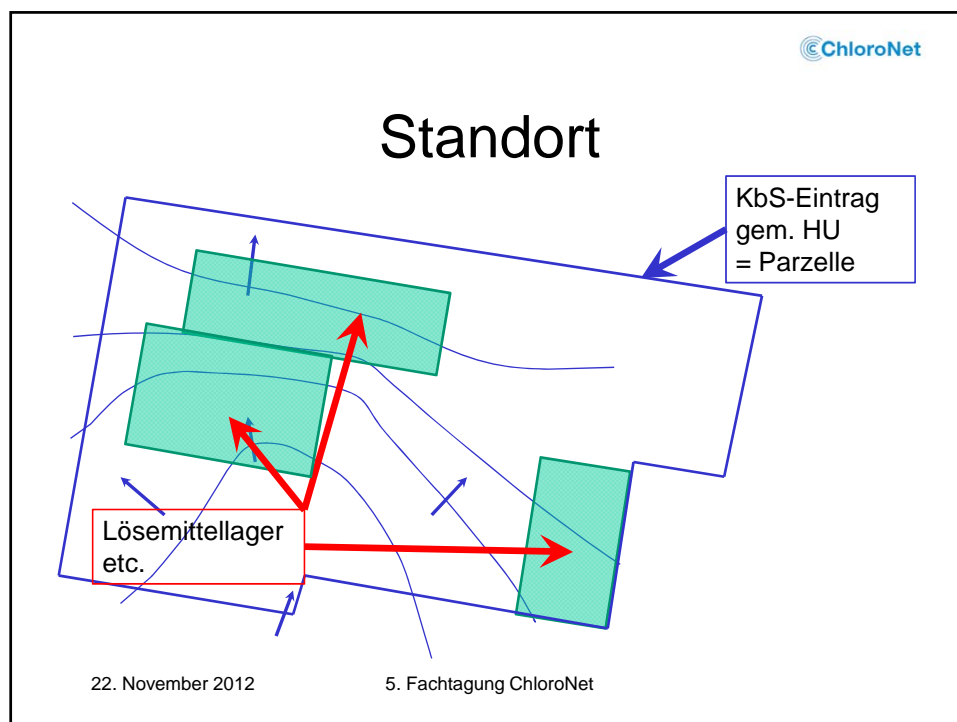 ChloroNet
Standort
KbS-Eintrag
gem. HU
= Parzelle
Lösemittellager
etc.
22. November 2012
5. Fachtagung ChloroNet